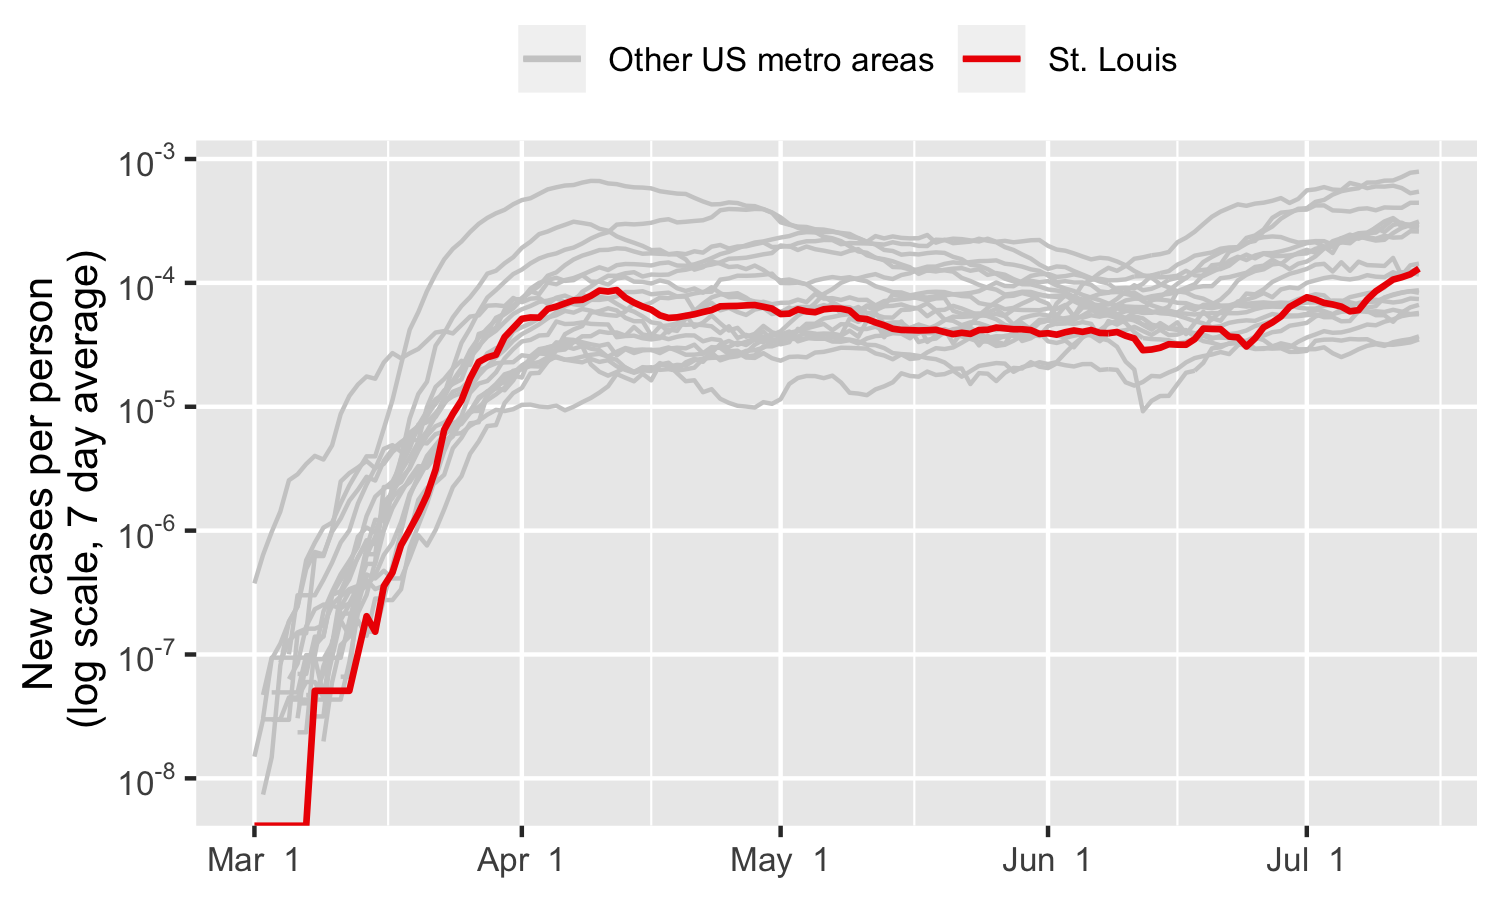 Other US metro areas St. Louis
New cases per person
(log scale, 7 day average)
10-3
10-4
10-5
10-6
10-7
10-8
Mar 1 Apr 1 May 1 Jun 1 Jul 1